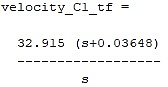 velocity_Cl_tf =
32.915 (s+0.03648)
------------------
s